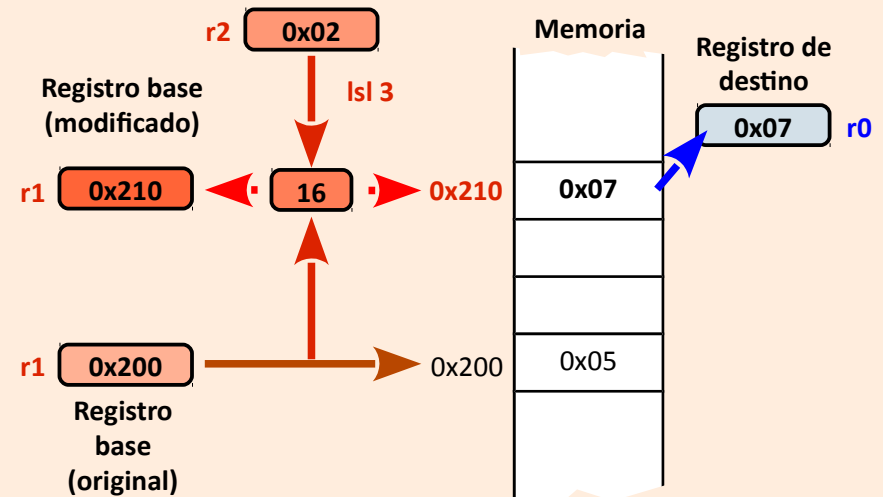 r2 0x02
Memoria
Registro de
destino
0x07 r0
Registro base
(modificado)
lsl 3
r1 0x210
16
0x210
0x07
r1 0x200
0x200
0x05
Registro
base
(original)